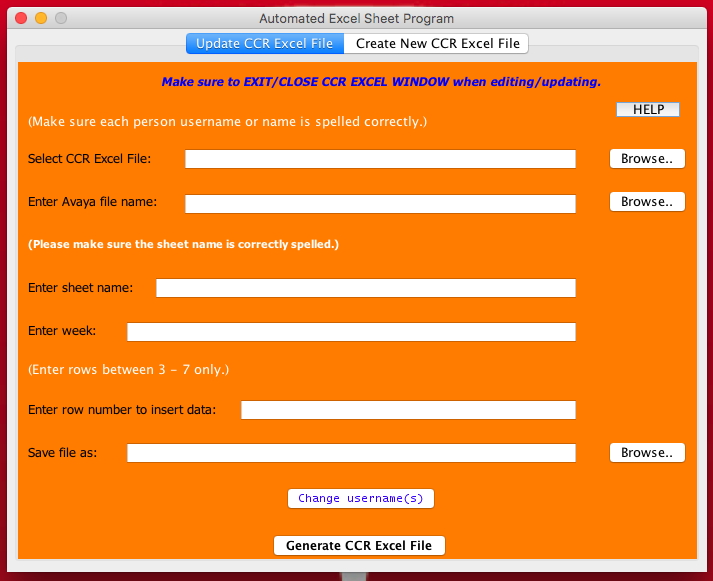 Automated Excel Sheet Program
Update CCR Excel File Create New CCR Excel File
Make sure to EXIT/CLOSE CCR EXCEL WINDOW when editing/updating.
HELP
(Make sure each person username or name is spelled correctly.)
Select CCR Excel File: Browse..
Enter Avaya file name: Browse..
(Please make sure the sheet name is correctly spelled.)
Enter sheet name:
Enter week:
(Enter rows between 3 - 7 only.)
Enter row number to insert data:
Save file as: Browse..
Change username(s)
Generate CCR Excel File